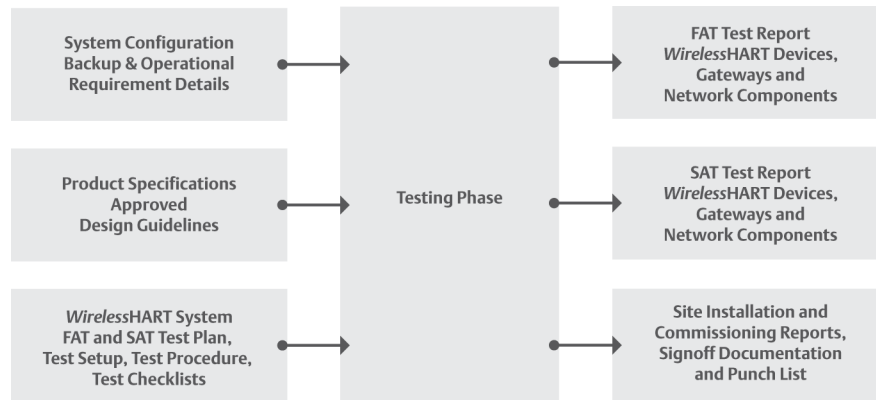 System Configuration
Backup & Operational
Requirement Details
Product Specifications
Approved
Design Guidelines
WirelessHART System
FAT and SAT Test Plan,
Test Setup, Test Procedure,
Test Checklists
Testing Phase
FAT Test Report
WirelessHART Devices,
Gateways and
Network Components
SAT Test Report
WirelessHART Devices,
Gateways and
Network Components
Site Installation and
Commissioning Reports,
Signoff Documentation
and Punch List